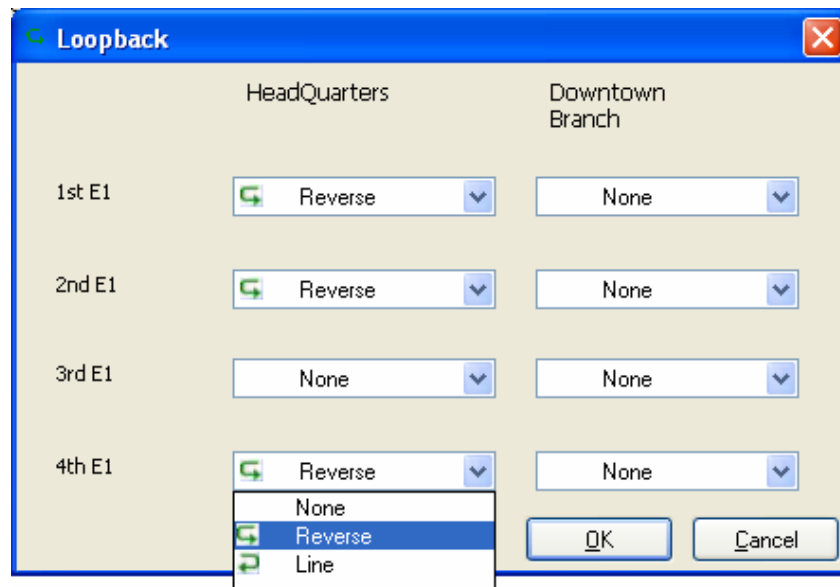 Loopback
HeadQuarters
Downtown
Branch
1st E1
Reverse
None
2nd E1
Reverse
None
3rd E1
None
None
4th E1
Reverse
None
None
Reverse
Line
OK
Cancel